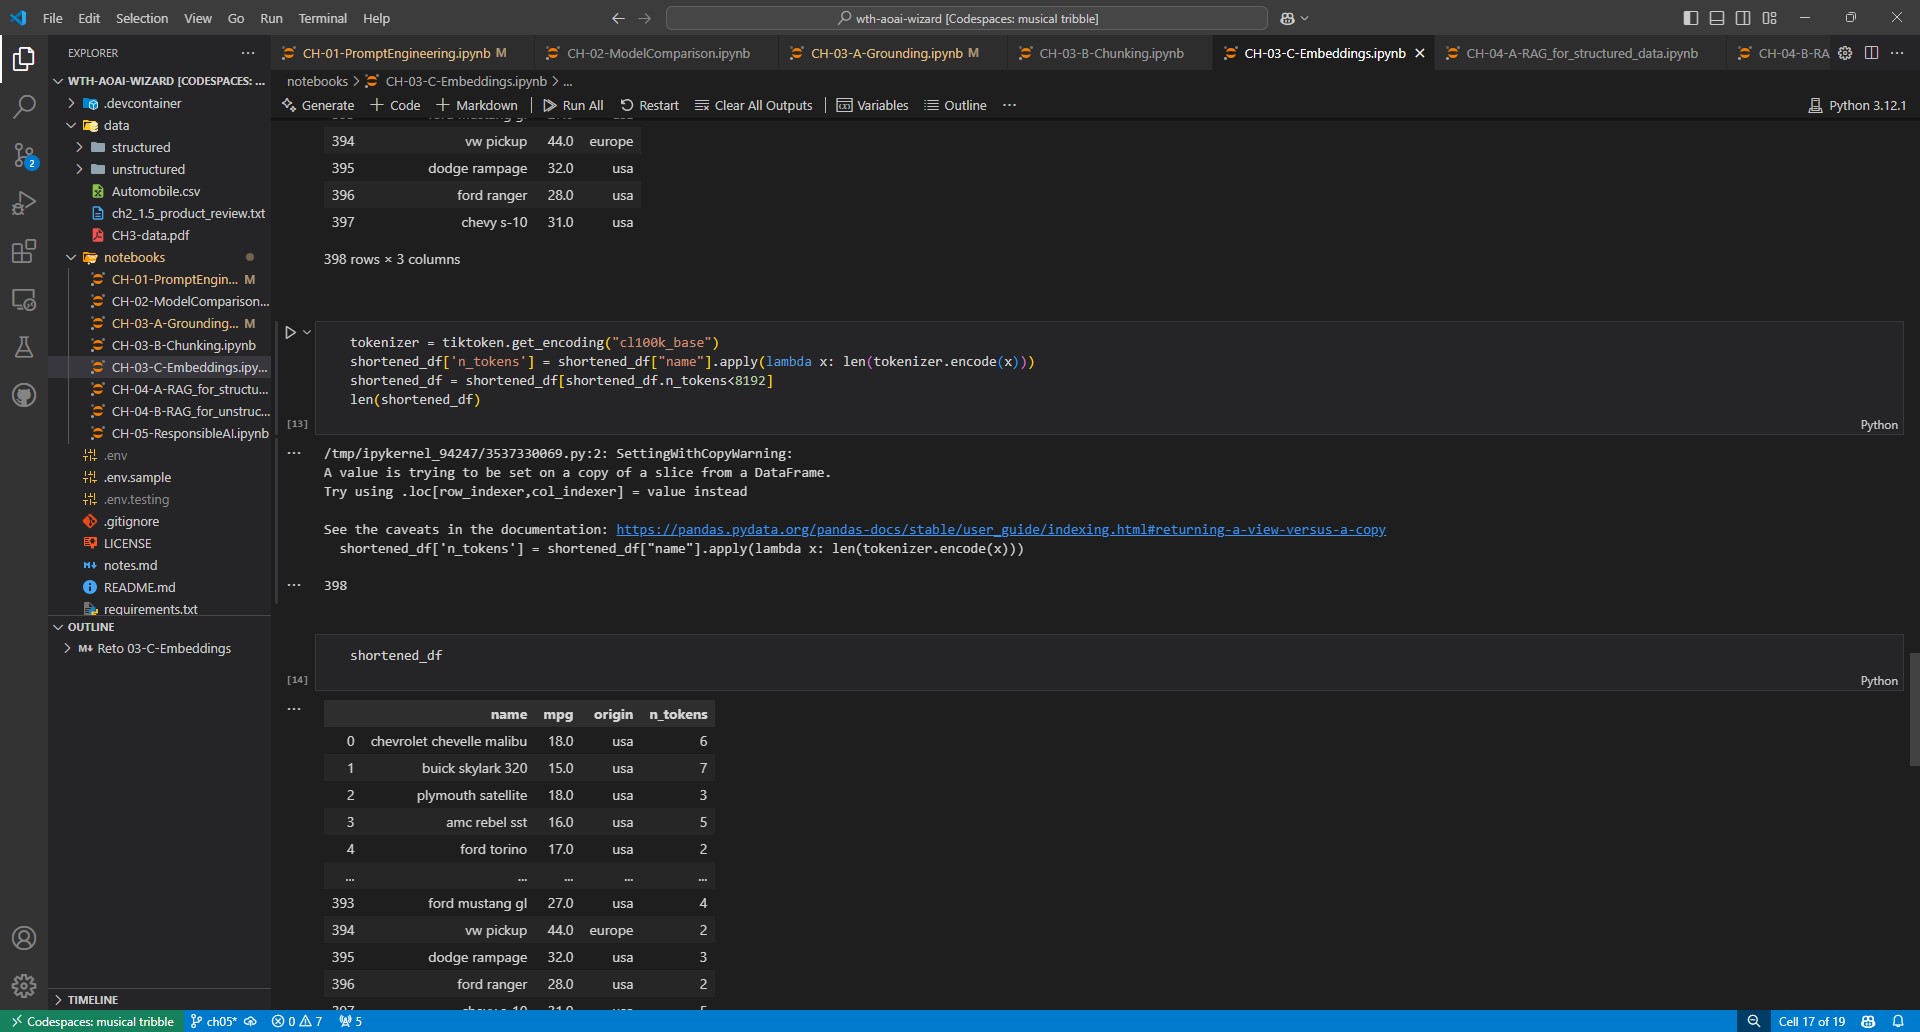 File Edit Selection View Go Run Terminal Help
wth-aoai-wizard [Codespaces: musical tribble]
EXPLORER
WTH-AOAI-WIZARD [CODESPACES: ...
.devcontainer
data
structured
unstructured
Automobile.csv
ch2_1.5_product_review.txt
CH3-data.pdf
notebooks
CH-01-PromptEngin... M
CH-02-ModelComparison...
CH-03-A-Grounding... M
CH-03-B-Chunking.ipynb
CH-03-C-Embeddings.ipy...
CH-04-A-RAG_for_structu...
CH-04-B-RAG_for_unstruc...
CH-05-ResponsibleAI.ipynb
.env
.env.sample
.env.testing
.gitignore
LICENSE
notes.md
README.md
requirements.txt
OUTLINE
Reto 03-C-Embeddings
TIMELINE
2
CH-01-PromptEngineering.ipynb M
CH-02-ModelComparison.ipynb
CH-03-A-Grounding.ipynb M
CH-03-B-Chunking.ipynb
CH-03-C-Embeddings.ipynb
CH-04-A-RAG_for_structured_data.ipynb
CH-04-B-RA
notebooks > CH-03-C-Embeddings.ipynb > ...
Generate + Code + Markdown Run All Restart Clear All Outputs Variables Outline ...
Python 3.12.1
394 vw pickup 44.0 europe
395 dodge rampage 32.0 usa
396 ford ranger 28.0 usa
397 chevy s-10 31.0 usa
398 rows × 3 columns
tokenizer = tiktoken.get_encoding("cl100k_base")
shortened_df['n_tokens'] = shortened_df["name"].apply(lambda x: len(tokenizer.encode(x)))
shortened_df = shortened_df[shortened_df.n_tokens<8192]
len(shortened_df)
[13]
Python
/tmp/ipykernel_94247/3537330069.py:2: SettingWithCopyWarning:
A value is trying to be set on a copy of a slice from a DataFrame.
Try using .loc[row_indexer,col_indexer] = value instead
See the caveats in the documentation: https://pandas.pydata.org/pandas-docs/stable/user_guide/indexing.html#returning-a-view-versus-a-copy
shortened_df['n_tokens'] = shortened_df["name"].apply(lambda x: len(tokenizer.encode(x)))
398
shortened_df
[14]
Python
name mpg origin n_tokens
0 chevrolet chevelle malibu 18.0 usa 6
1 buick skylark 320 15.0 usa 7
2 plymouth satellite 18.0 usa 3
3 amc rebel sst 16.0 usa 5
4 ford torino 17.0 usa 2
... ... ... ... ...
393 ford mustang gl 27.0 usa 4
394 vw pickup 44.0 europe 2
395 dodge rampage 32.0 usa 3
396 ford ranger 28.0 usa 2
Codespaces: musical tribble ch05* 0 7 5
Cell 17 of 19